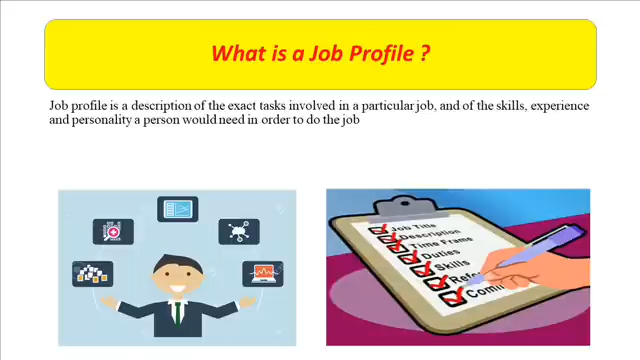 What is a Job Profile ?
Job profile is a description of the exact tasks involved in a particular job, and of the skills, experience
and personality a person would need in order to do the job
Job Title
Description
Time Frame
Duties
Skills